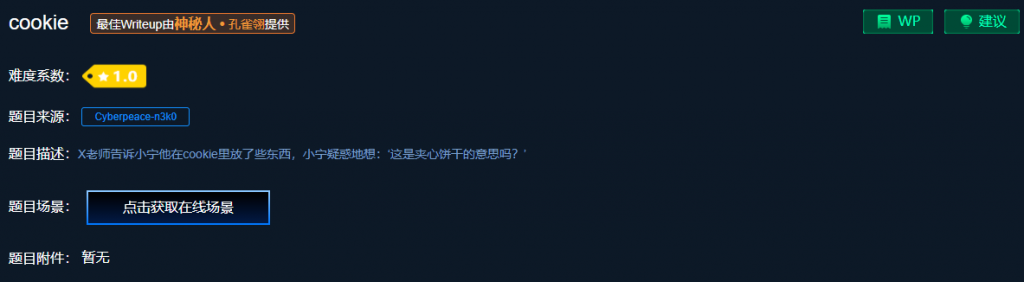 cookie 最佳Writeup由神秘人•孔雀翎提供 WP 建议
难度系数： 1.0
题目来源： Cyberpeace-n3k0
题目描述：X老师告诉小宁他在cookie里放了些东西，小宁疑惑地想：‘这是夹心饼干的意思吗？’
题目场景： 点击获取在线场景
题目附件： 暂无